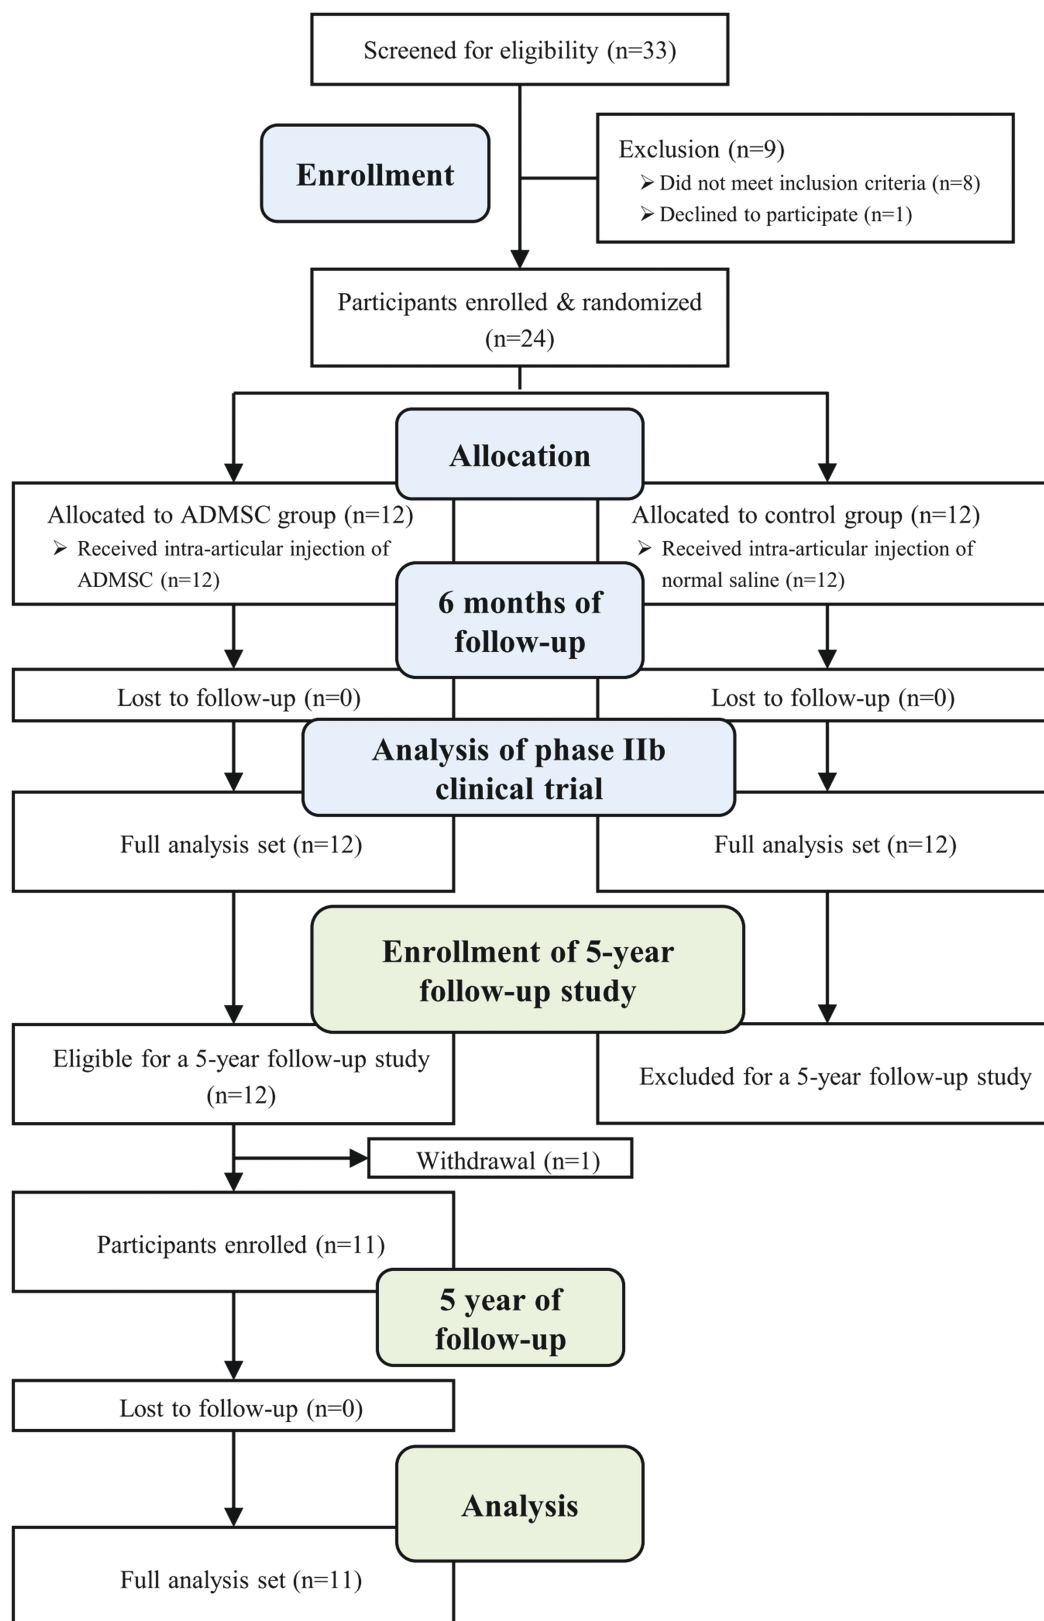 Screened for eligibility (n=33)
Enrollment
Exclusion (n=9)
➢ Did not meet inclusion criteria (n=8)
➢ Declined to participate (n=1)
Participants enrolled & randomized
(n=24)
Allocation
Allocated to ADMSC group (n=12)
➢ Received intra-articular injection of
ADMSC (n=12)
Allocated to control group (n=12)
➢ Received intra-articular injection of
normal saline (n=12)
6 months of
follow-up
Lost to follow-up (n=0)
Lost to follow-up (n=0)
Analysis of phase IIb
clinical trial
Full analysis set (n=12)
Full analysis set (n=12)
Enrollment of 5-year
follow-up study
Eligible for a 5-year follow-up study
(n=12)
Excluded for a 5-year follow-up study
Withdrawal (n=1)
Participants enrolled (n=11)
5 year of
follow-up
Lost to follow-up (n=0)
Analysis
Full analysis set (n=11)